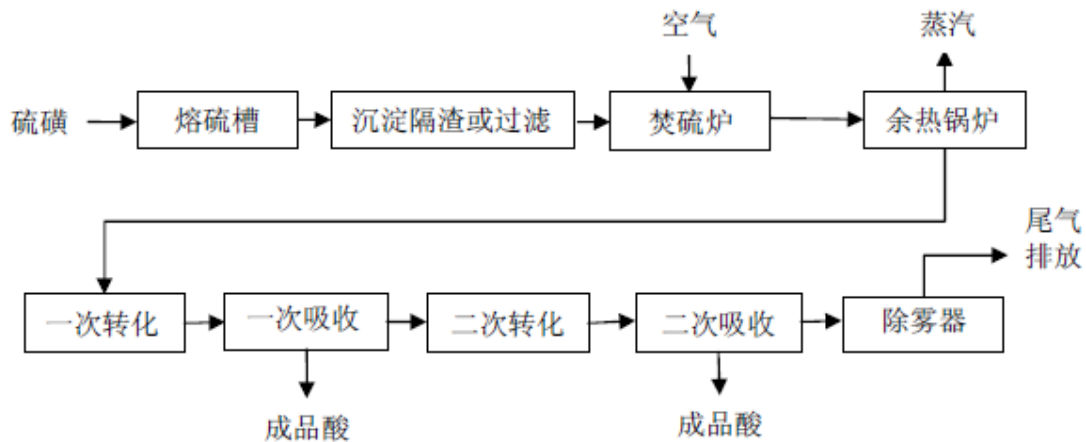 空气
蒸汽
硫磺
熔硫槽
沉淀隔渣或过滤
焚硫炉
余热锅炉
尾气
排放
一次转化
一次吸收
二次转化
二次吸收
除雾器
成品酸
成品酸